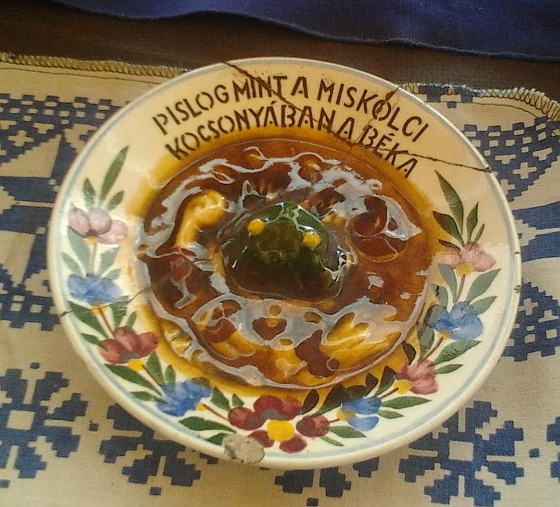 PISLOG MINT A MISKOLCI
KOCSONYÁBAN A BÉKA